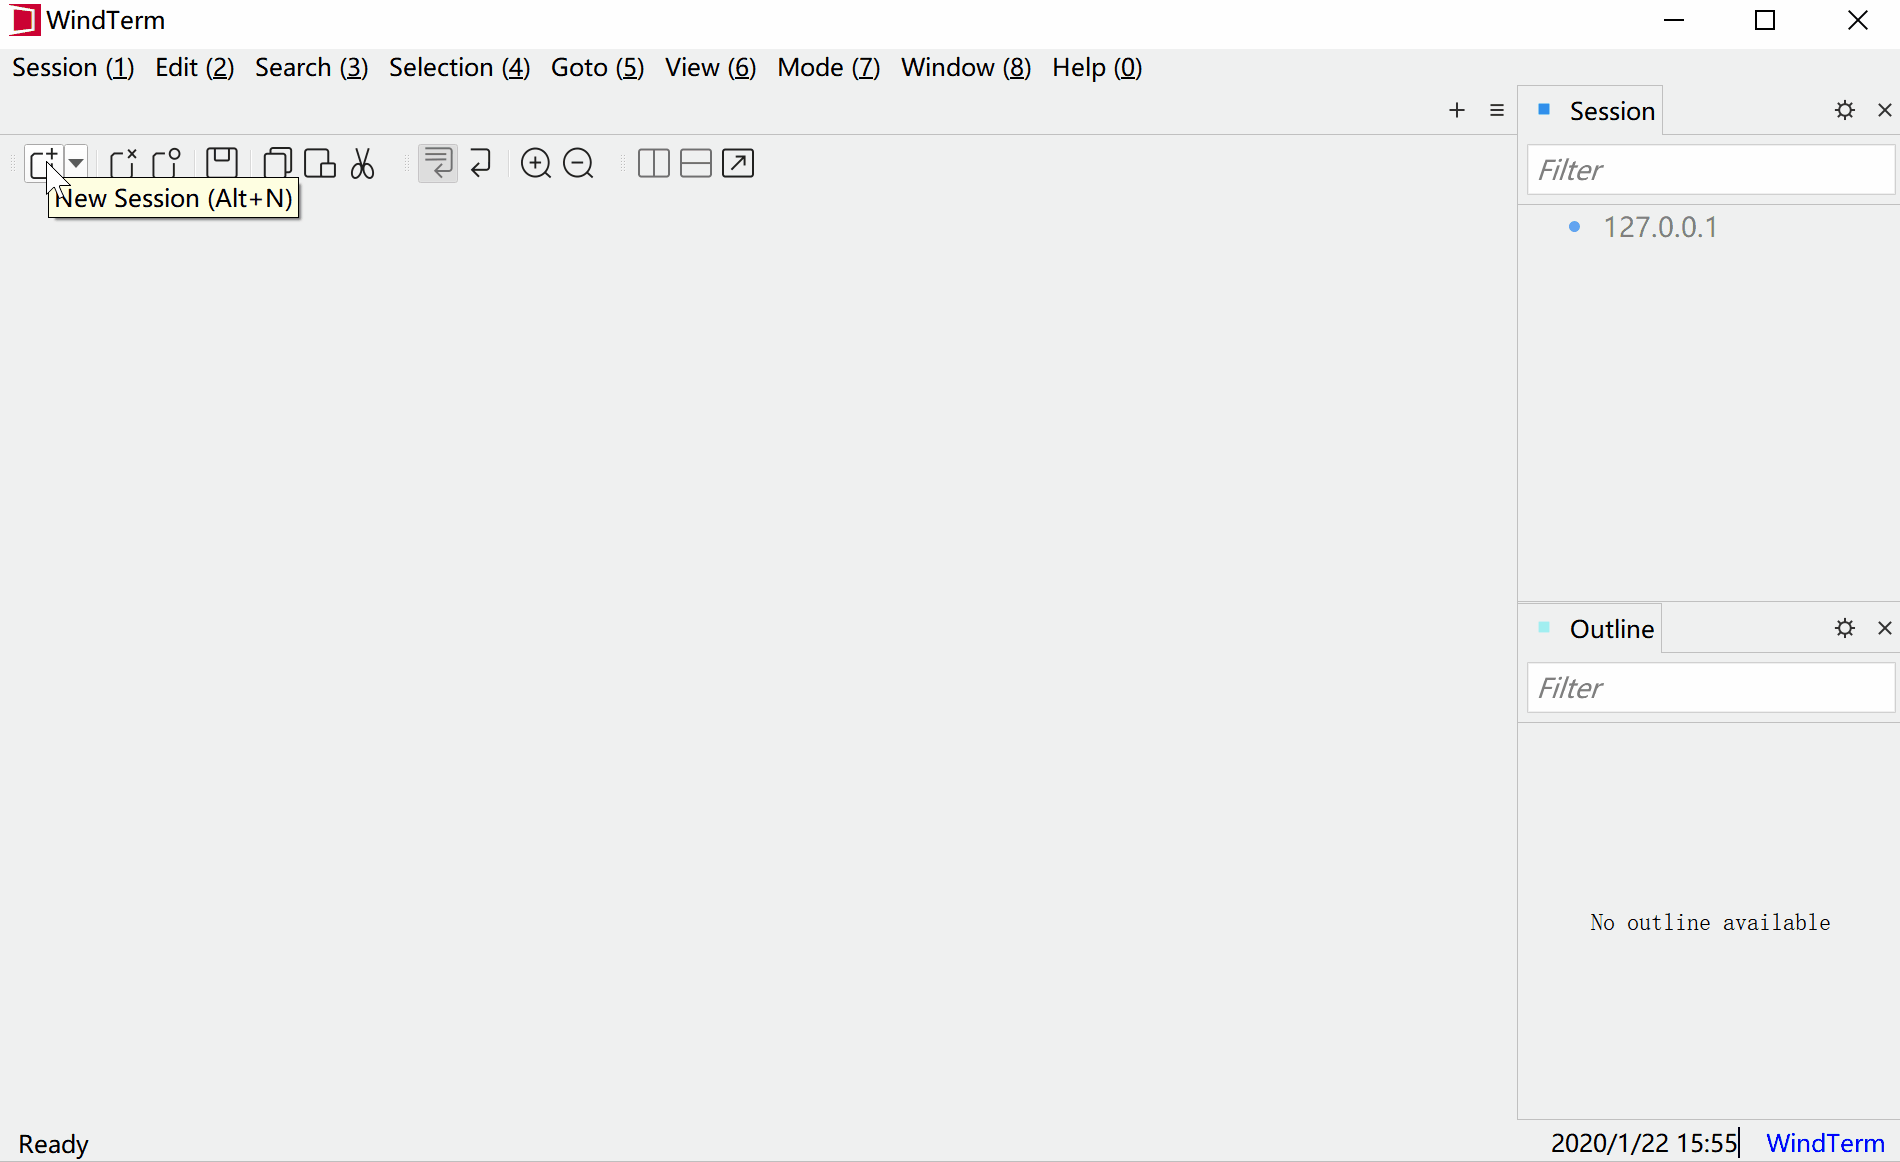 WindTerm
Session (1) Edit (2) Search (3) Selection (4) Goto (5) View (6) Mode (7) Window (8) Help (0)
Session
New Session (Alt+N)
Filter
127.0.0.1
Outline
Filter
No outline available
Ready
2020/1/22 15:55
WindTerm